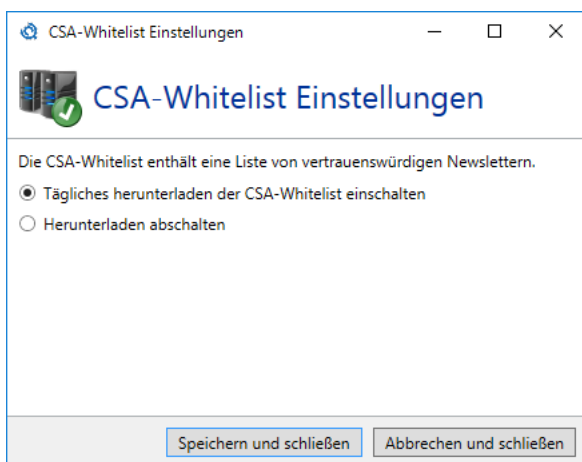 CSA-Whitelist Einstellungen
CSA-Whitelist Einstellungen
Die CSA-Whitelist enthält eine Liste von vertrauenswürdigen Newslettern.
Tägliches herunterladen der CSA-Whitelist einschalten
Herunterladen abschalten
Speichern und schließen Abbrechen und schließen